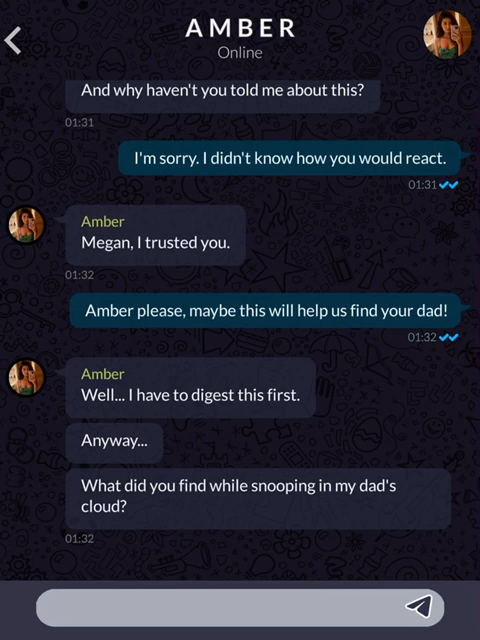 AMBER
Online
And why haven't you told me about this?
01:31
I'm sorry. I didn't know how you would react.
01:31
Amber
Megan, I trusted you.
01:32
Amber please, maybe this will help us find your dad!
01:32
Amber
Well... I have to digest this first.
Anyway...
What did you find while snooping in my dad's
cloud?
01:32